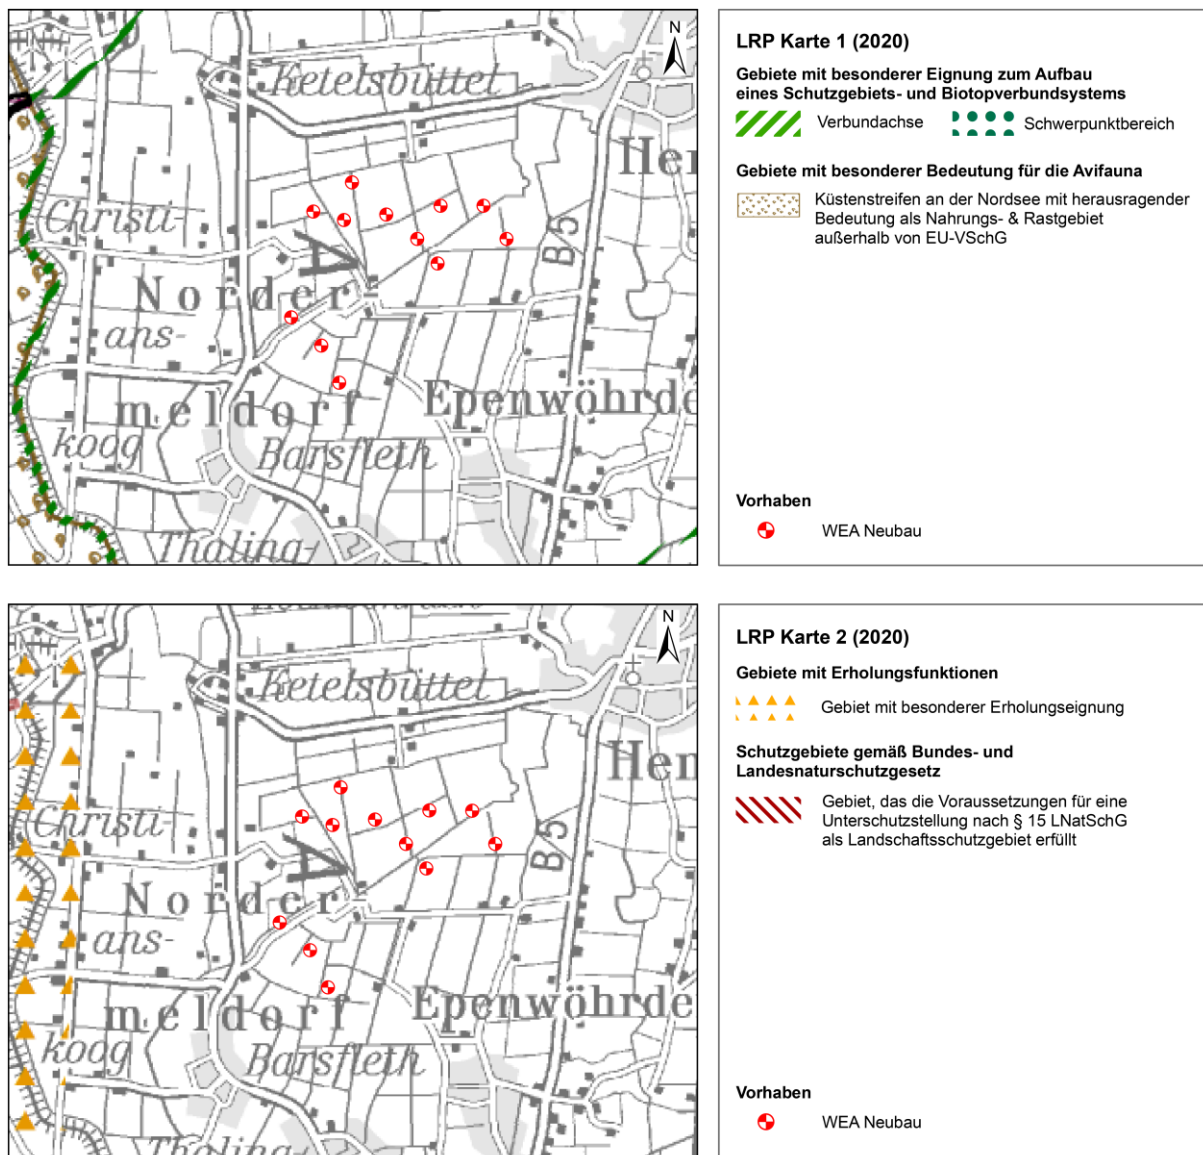 N
Ketelsbüttel
Hem
Christi-
B5
Norder-
ans-
meldorf
Epenwöhrde
koog
Barsfleth
Thaling-
LRP Karte 1 (2020)
Gebiete mit besonderer Eignung zum Aufbau
eines Schutzgebiets- und Biotopverbundsystems
Verbundachse
Schwerpunktbereich
Gebiete mit besonderer Bedeutung für die Avifauna
Küstenstreifen an der Nordsee mit herausragender
Bedeutung als Nahrungs- & Rastgebiet
außerhalb von EU-VSchG
Vorhaben
WEA Neubau
N
Ketelsbüttel
Hem
Christi-
B5
Norder-
ans-
meldorf
Epenwöhrde
koog
Barsfleth
Thaling-
LRP Karte 2 (2020)
Gebiete mit Erholungsfunktionen
Gebiet mit besonderer Erholungseignung
Schutzgebiete gemäß Bundes- und
Landesnaturschutzgesetz
Gebiet, das die Voraussetzungen für eine
Unterschutzstellung nach § 15 LNatSchG
als Landschaftsschutzgebiet erfüllt
Vorhaben
WEA Neubau